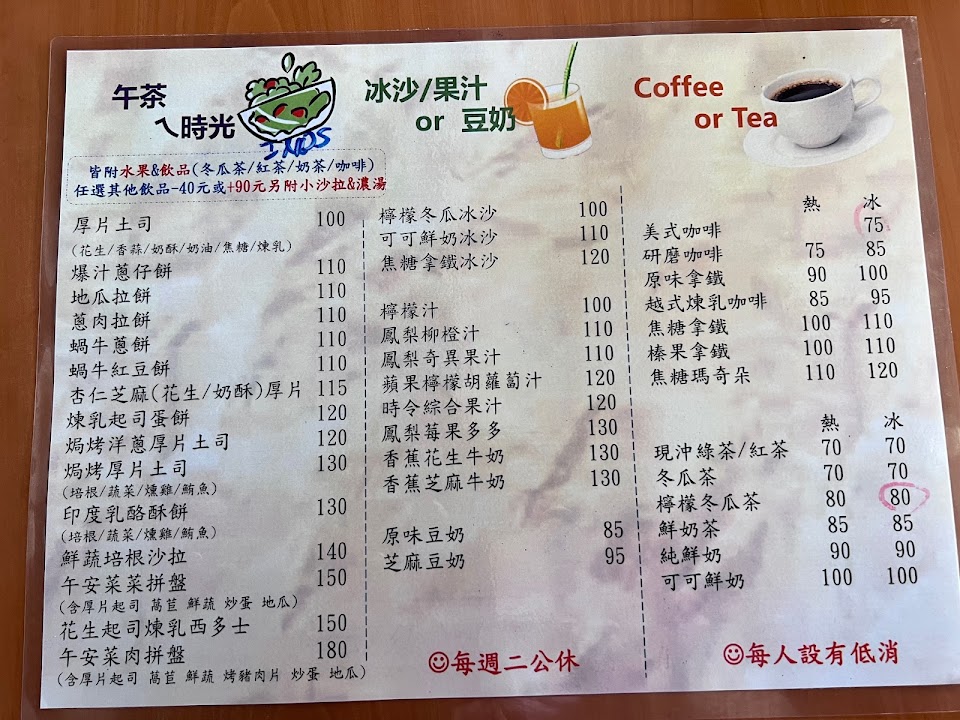 午茶
ㄟ時光
INDS
皆附水果&飲品(冬瓜茶/紅茶/奶茶/咖啡)
任選其他飲品-40元或+90元另附小沙拉&濃湯
厚片土司 100
(花生/香蒜/奶酥/奶油/焦糖/煉乳)
爆汁蔥仔餅 110
地瓜拉餅 110
蔥肉拉餅 110
蝸牛蔥餅 110
蝸牛紅豆餅 110
杏仁芝麻(花生/奶酥)厚片 115
煉乳起司蛋餅 120
焗烤洋蔥厚片土司 120
焗烤厚片土司 130
(培根/蔬菜/燻雞/鮪魚)
印度乳酪酥餅 130
(培根/蔬菜/燻雞/鮪魚)
鮮蔬培根沙拉 140
午安菜菜拼盤 150
(含厚片起司 萵苣 鮮蔬 炒蛋 地瓜)
花生起司煉乳西多士 150
午安菜肉拼盤 180
(含厚片起司 萵苣 鮮蔬 烤豬肉片 炒蛋 地瓜)
冰沙/果汁
or 豆奶
檸檬冬瓜冰沙 100
可可鮮奶冰沙 110
焦糖拿鐵冰沙 120
檸檬汁 100
鳳梨柳橙汁 110
鳳梨奇異果汁 110
蘋果檸檬胡蘿蔔汁 120
時令綜合果汁 120
鳳梨莓果多多 130
香蕉花生牛奶 130
香蕉芝麻牛奶 130
原味豆奶 85
芝麻豆奶 95
☺每週二公休
Coffee
or Tea
熱 冰
美式咖啡 75
研磨咖啡 75 85
原味拿鐵 90 100
越式煉乳咖啡 85 95
焦糖拿鐵 100 110
榛果拿鐵 100 110
焦糖瑪奇朵 110 120
熱 冰
現沖綠茶/紅茶 70 70
冬瓜茶 70 70
檸檬冬瓜茶 80 80
鮮奶茶 85 85
純鮮奶 90 90
可可鮮奶 100 100
☺每人設有低消